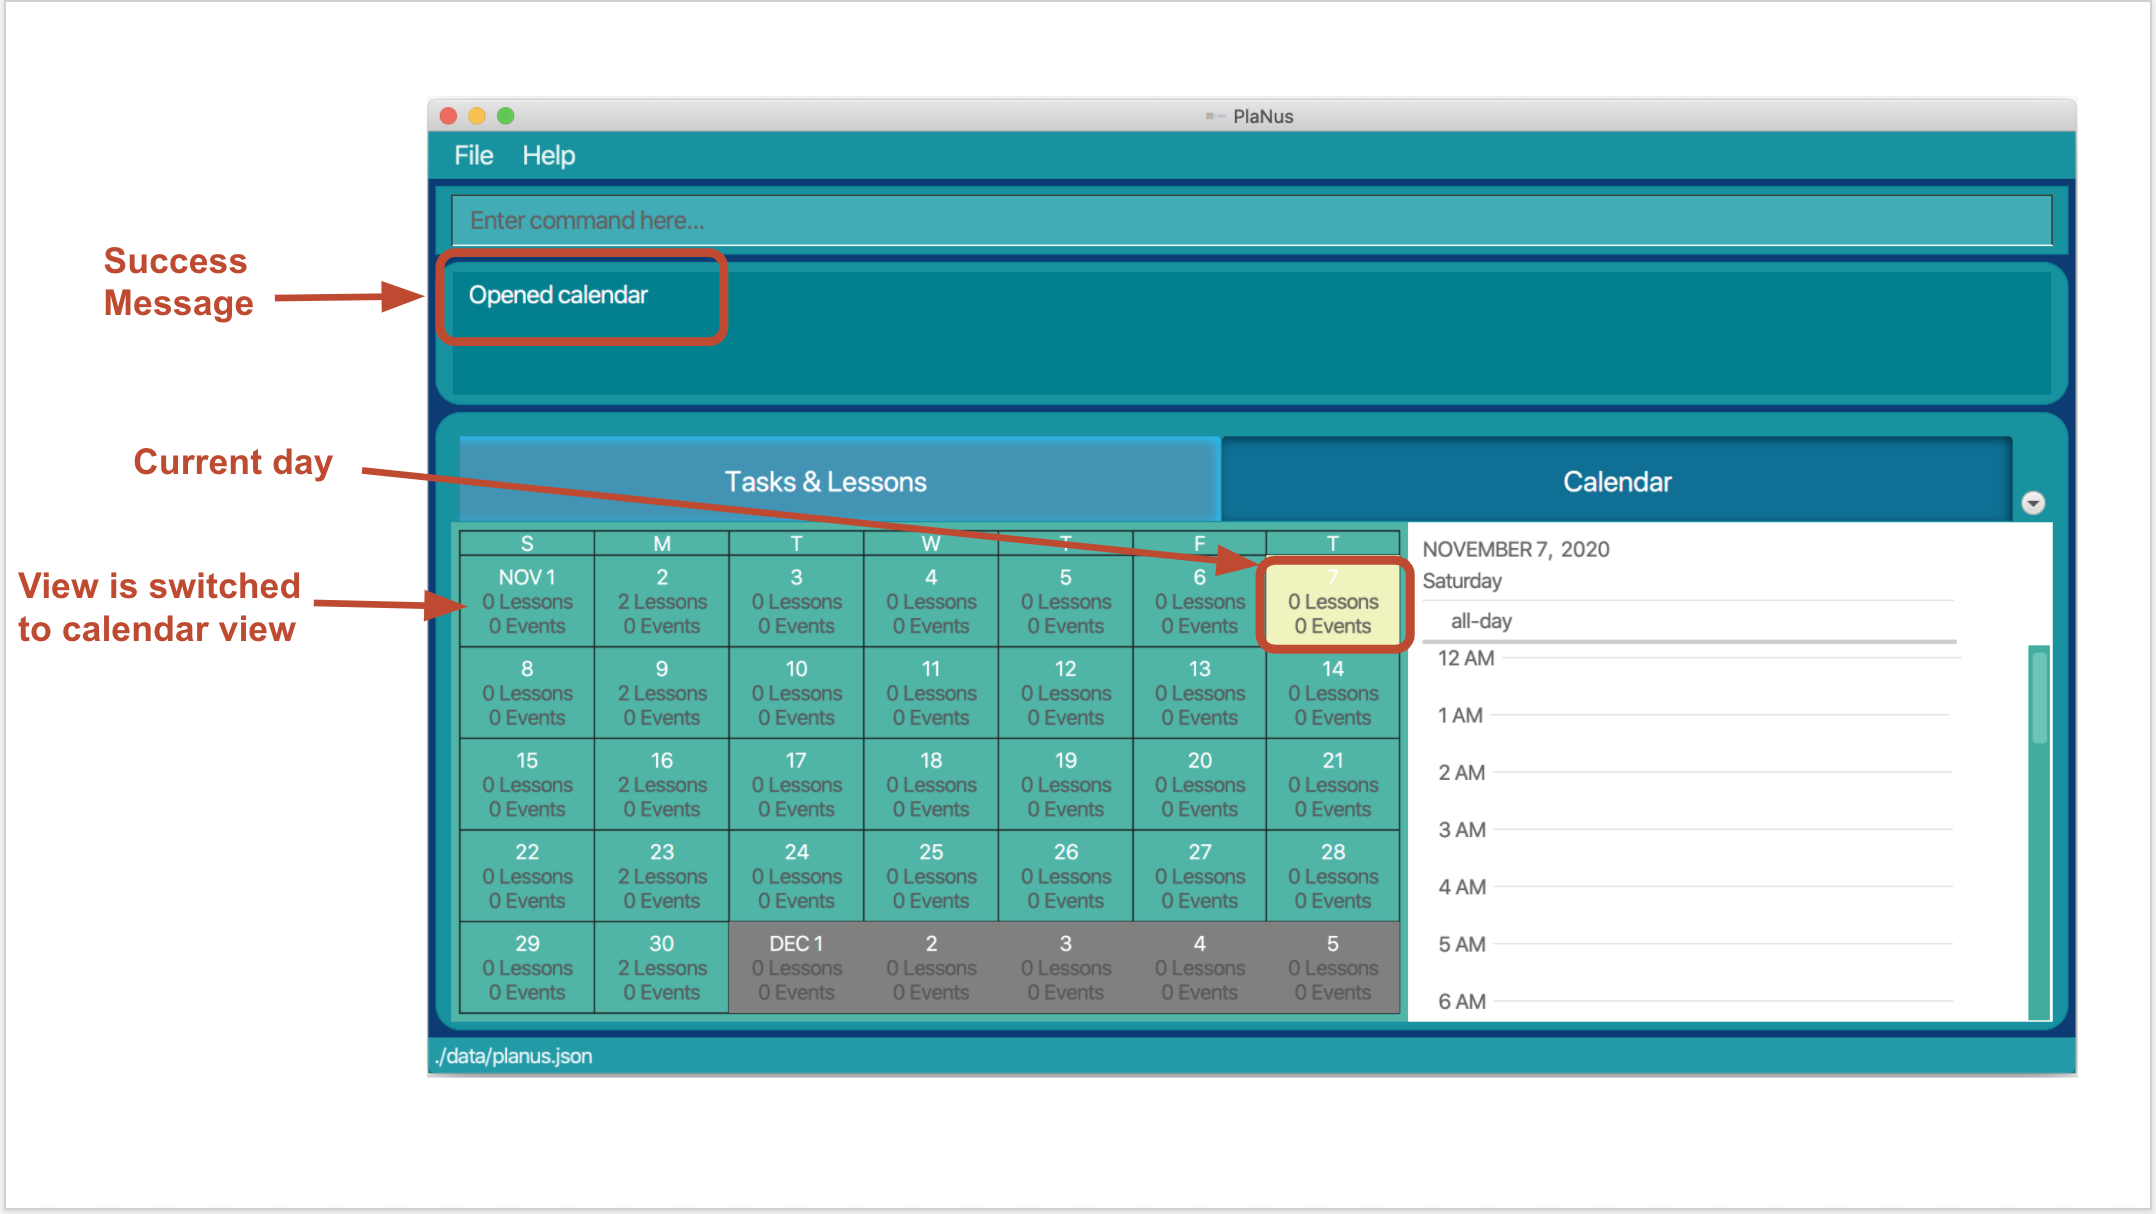 PlaNus
File Help
Enter command here...
Success
Message
Opened calendar
Current day
Tasks & Lessons
Calendar
View is switched
to calendar view
S M T W T F T
NOV 1 2 3 4 5 6 7
0 Lessons 2 Lessons 0 Lessons 0 Lessons 0 Lessons 0 Lessons 0 Lessons
0 Events 0 Events 0 Events 0 Events 0 Events 0 Events 0 Events
8 9 10 11 12 13 14
0 Lessons 2 Lessons 0 Lessons 0 Lessons 0 Lessons 0 Lessons 0 Lessons
0 Events 0 Events 0 Events 0 Events 0 Events 0 Events 0 Events
15 16 17 18 19 20 21
0 Lessons 2 Lessons 0 Lessons 0 Lessons 0 Lessons 0 Lessons 0 Lessons
0 Events 0 Events 0 Events 0 Events 0 Events 0 Events 0 Events
22 23 24 25 26 27 28
0 Lessons 2 Lessons 0 Lessons 0 Lessons 0 Lessons 0 Lessons 0 Lessons
0 Events 0 Events 0 Events 0 Events 0 Events 0 Events 0 Events
29 30 DEC 1 2 3 4 5
0 Lessons 2 Lessons 0 Lessons 0 Lessons 0 Lessons 0 Lessons 0 Lessons
0 Events 0 Events 0 Events 0 Events 0 Events 0 Events 0 Events
NOVEMBER 7, 2020
Saturday
all-day
12 AM
1 AM
2 AM
3 AM
4 AM
5 AM
6 AM
./data/planus.json